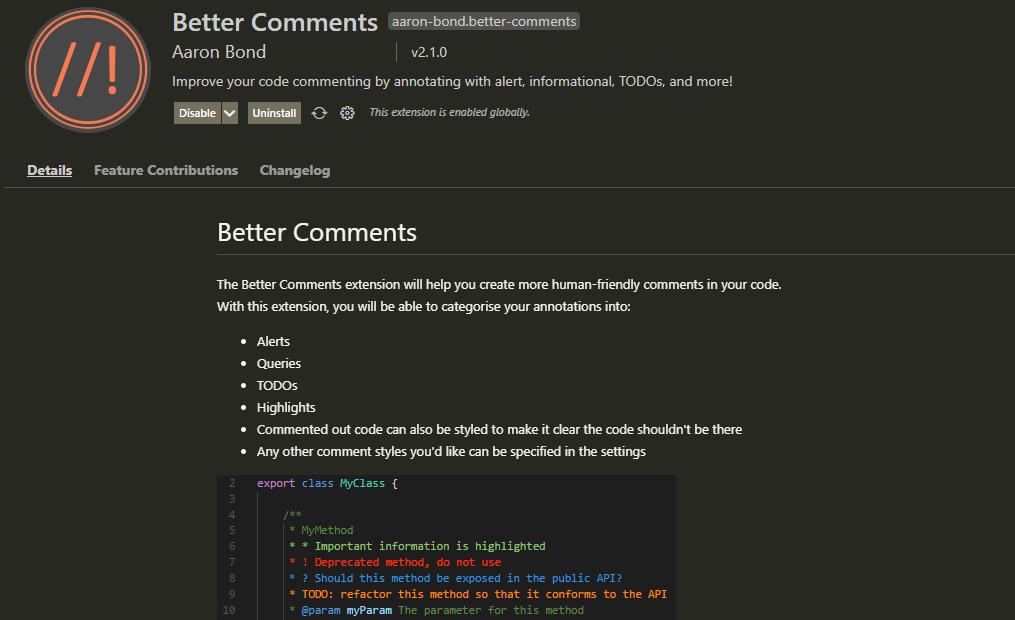 //!
Better Comments aaron-bond.better-comments
Aaron Bond | v2.1.0
Improve your code commenting by annotating with alert, informational, TODOs, and more!
Disable Uninstall This extension is enabled globally.
Details Feature Contributions Changelog
Better Comments
The Better Comments extension will help you create more human-friendly comments in your code.
With this extension, you will be able to categorise your annotations into:
• Alerts
• Queries
• TODOs
• Highlights
• Commented out code can also be styled to make it clear the code shouldn't be there
• Any other comment styles you'd like can be specified in the settings
2 export class MyClass {
3
4 /**
5 * MyMethod
6 * * Important information is highlighted
7 * ! Deprecated method, do not use
8 * ? Should this method be exposed in the public API?
9 * TODO: refactor this method so that it conforms to the API
10 * @param myParam The parameter for this method